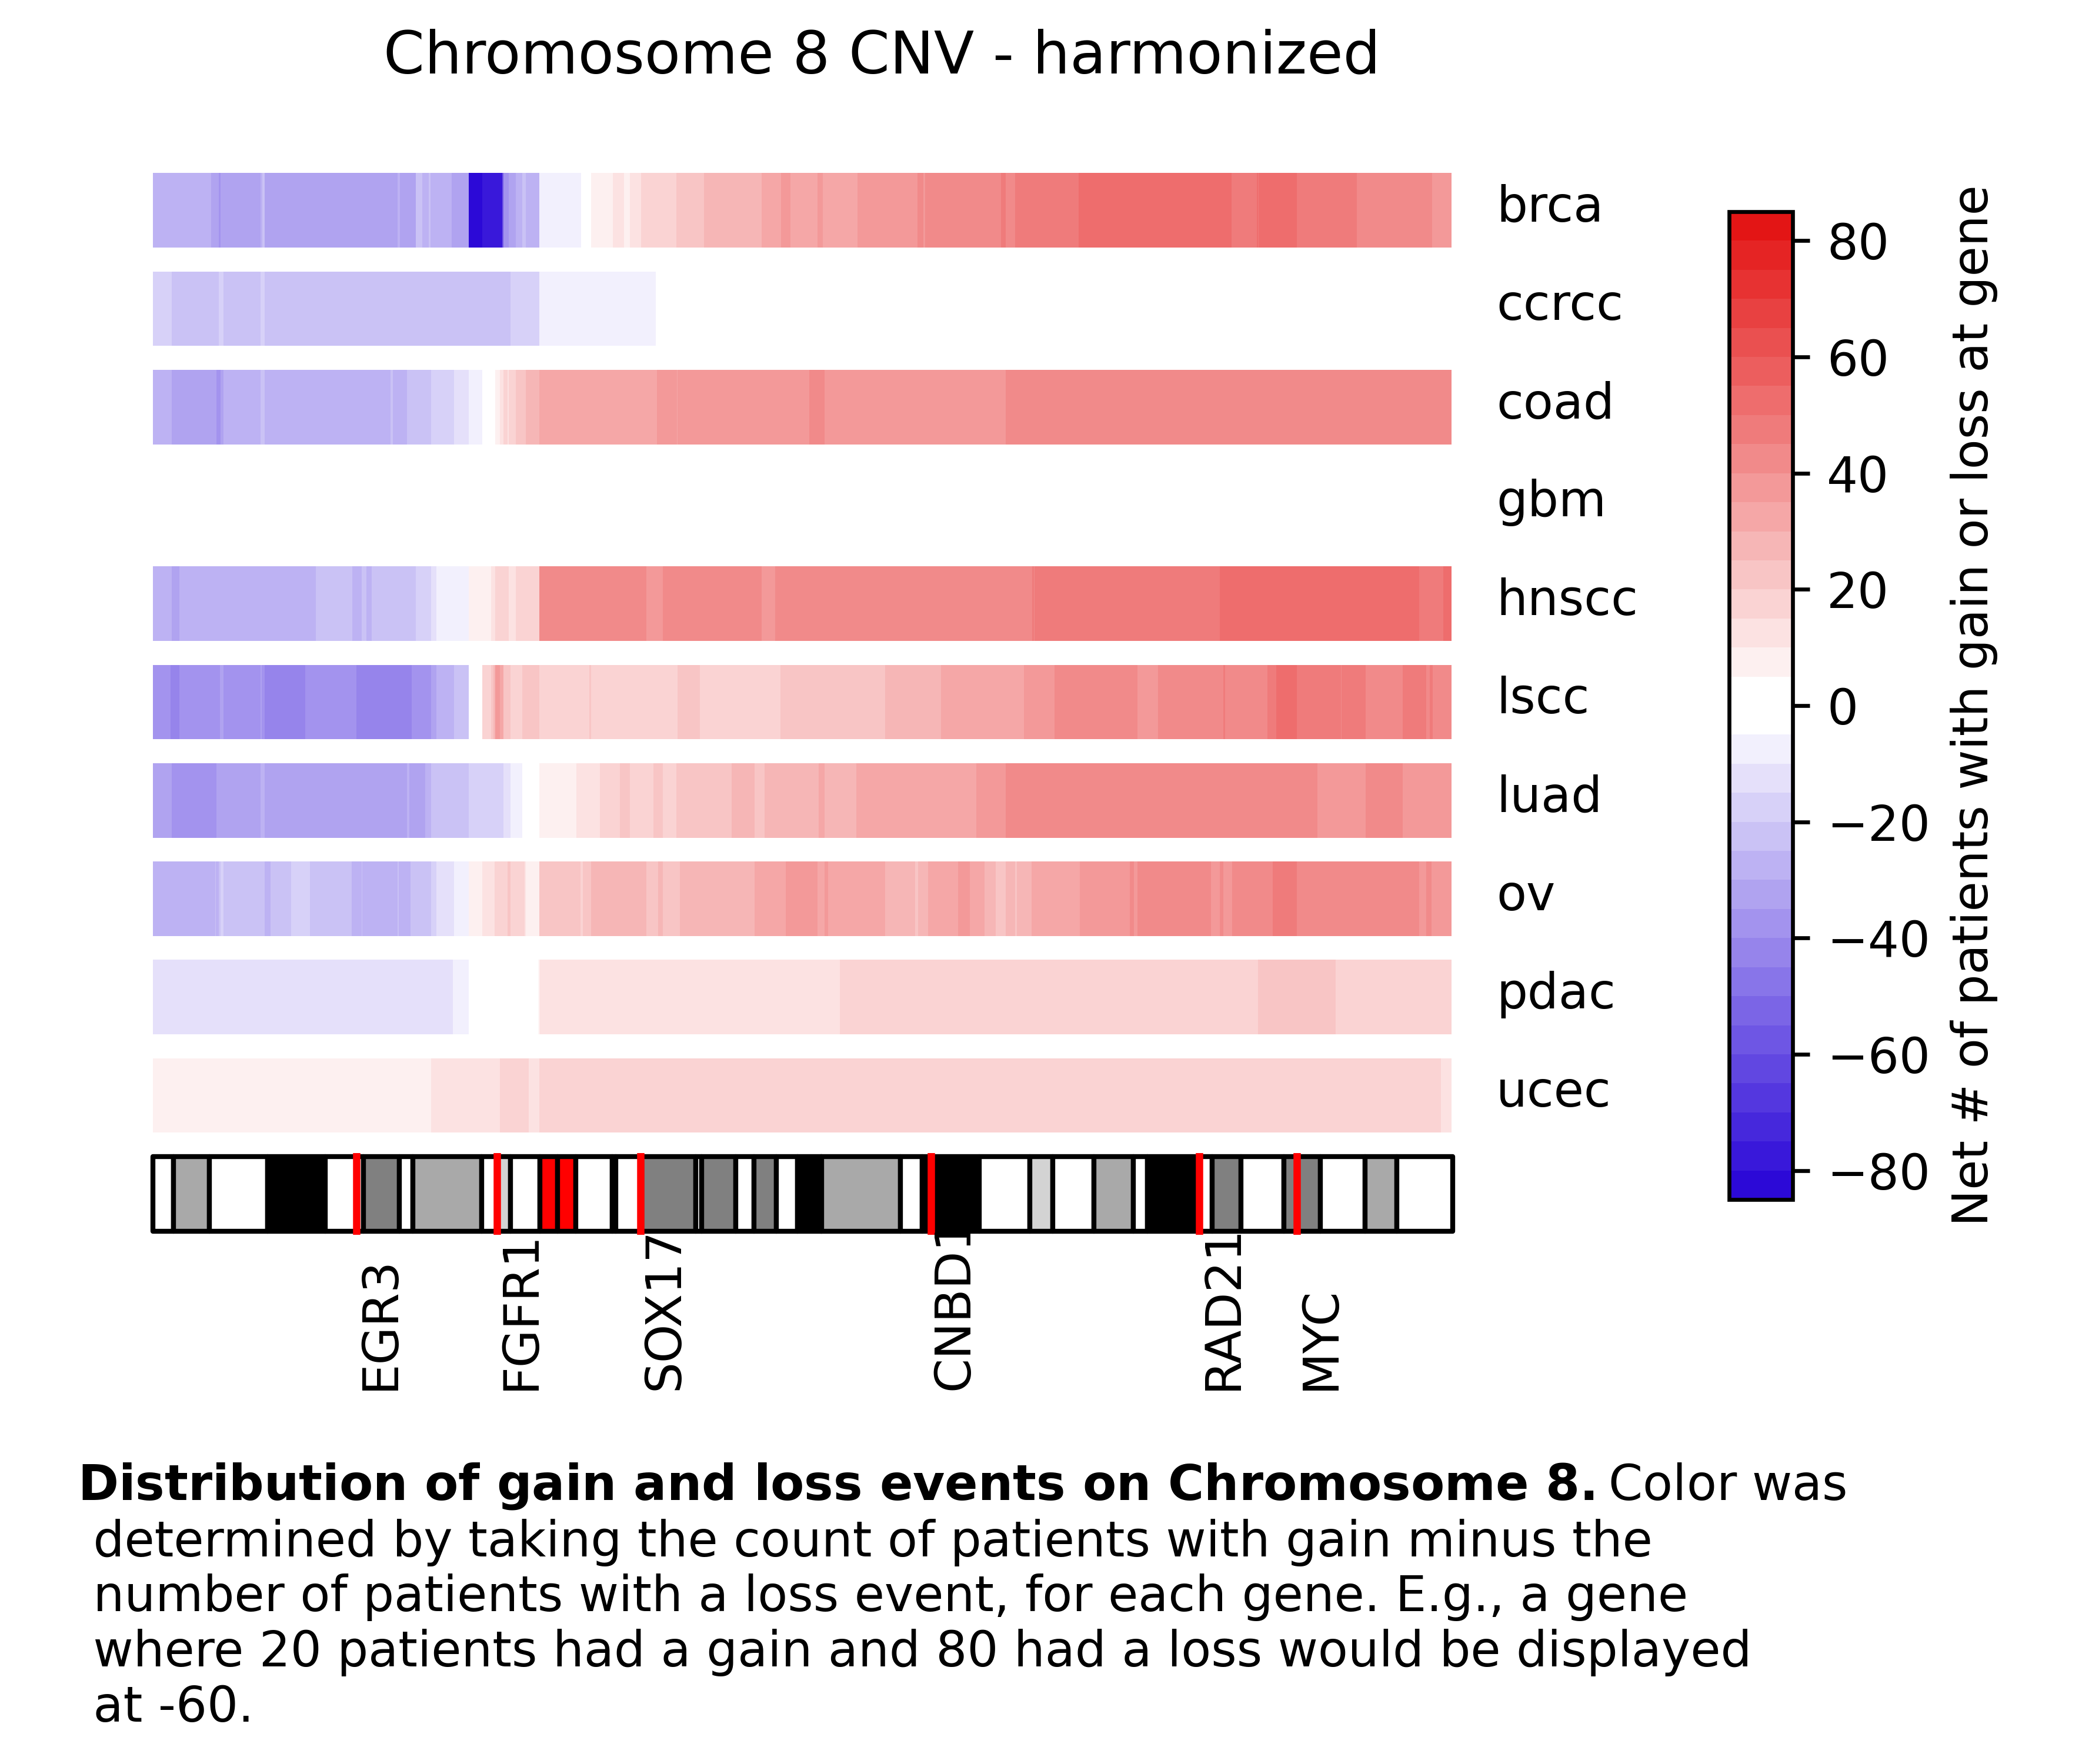 Chromosome 8 CNV - harmonized
brca
ccrcc
coad
gbm
hnscc
lscc
luad
ov
pdac
ucec
80
60
40
20
0
−20
−40
−60
−80
Net # of patients with gain or loss at gene
EGR3
FGFR1
SOX17
CNBD1
RAD21
MYC
Distribution of gain and loss events on Chromosome 8. Color was
determined by taking the count of patients with gain minus the
number of patients with a loss event, for each gene. E.g., a gene
where 20 patients had a gain and 80 had a loss would be displayed
at -60.